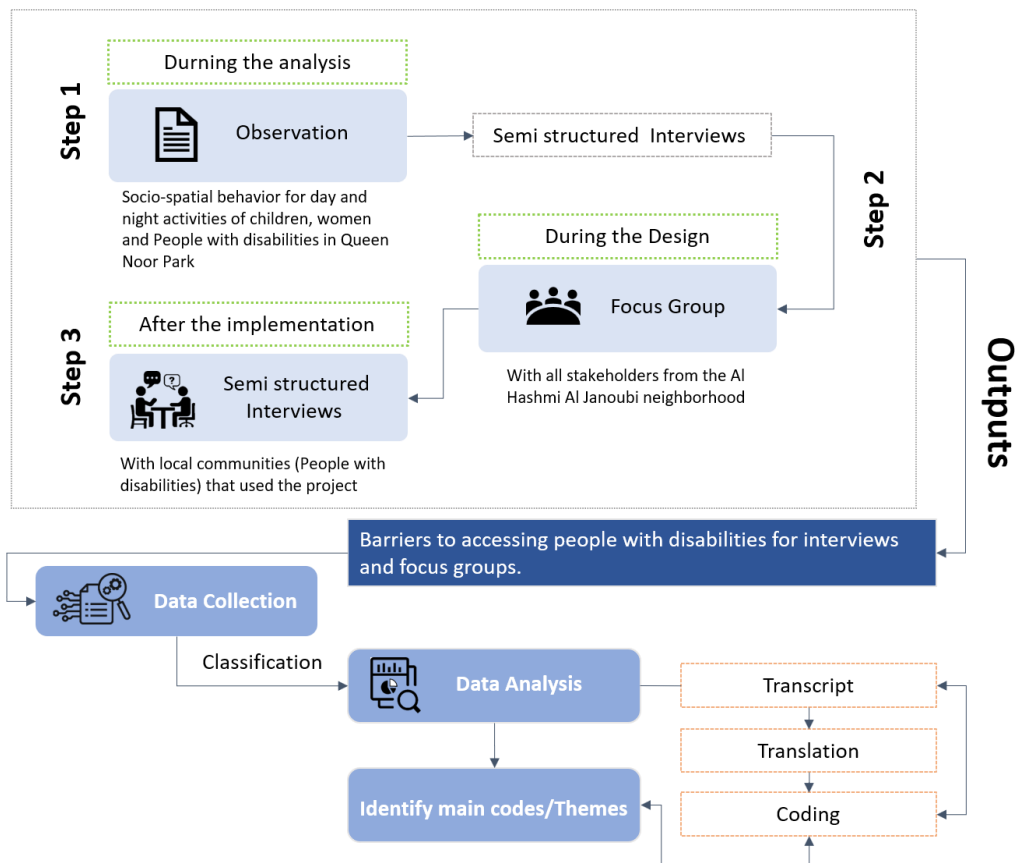 Step 1
Durning the analysis
Observation
Socio-spatial behavior for day and
night activities of children, women
and People with disabilities in Queen
Noor Park
Semi structured Interviews
Step 2
During the Design
Focus Group
With all stakeholders from the Al
Hashmi Al Janoubi neighborhood
Step 3
After the implementation
?
Semi structured
Interviews
With local communities (People with
disabilities) that used the project
Outputs
Barriers to accessing people with disabilities for interviews
and focus groups.
Data Collection
Classification
Data Analysis
Transcript
Translation
Coding
Identify main codes/Themes